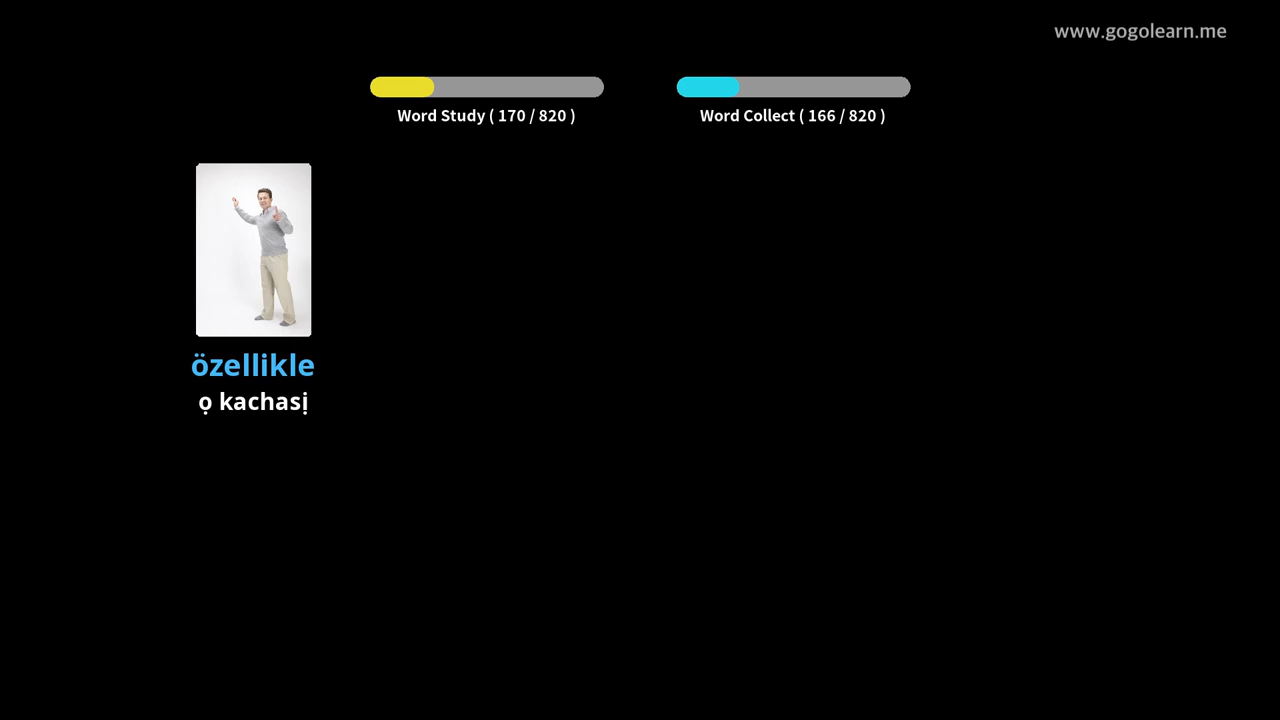 www.gogolearn.me
Word Study ( 170 / 820 )
Word Collect ( 166 / 820 )
özellikle
ọ kachasị